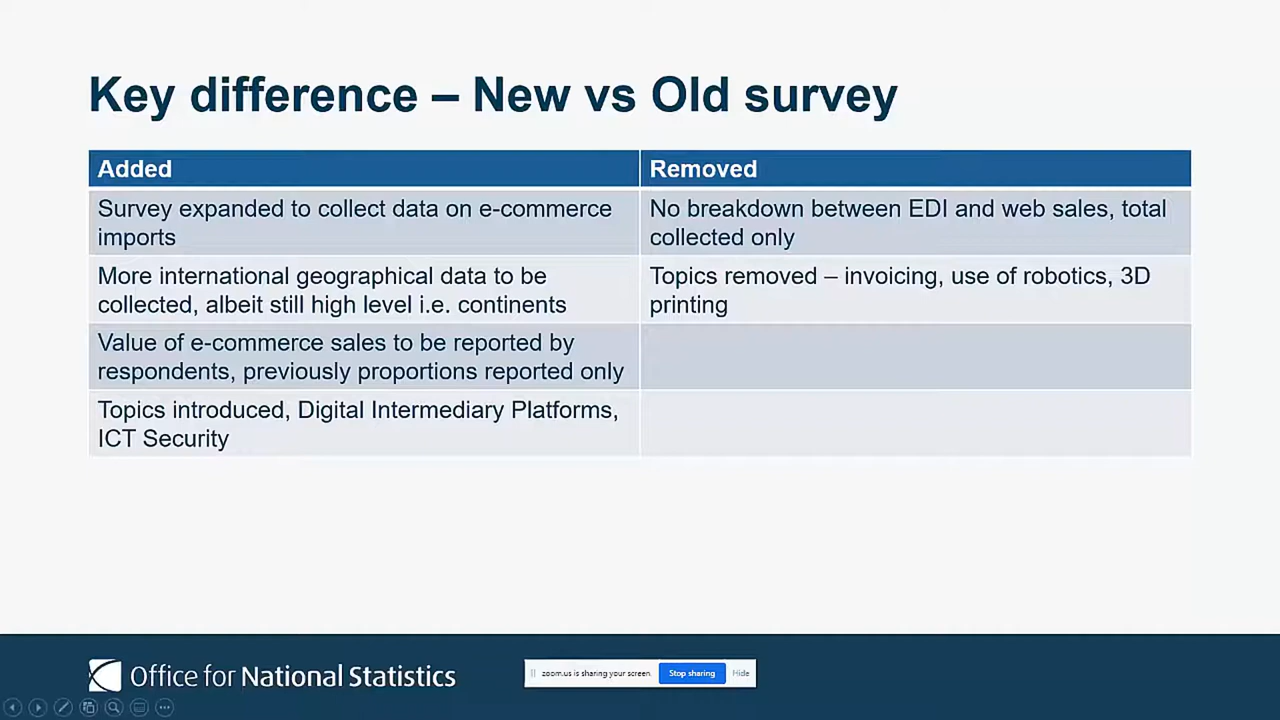 Key difference – New vs Old survey
Added
Removed
Survey expanded to collect data on e-commerce
imports
No breakdown between EDI and web sales, total
collected only
More international geographical data to be
collected, albeit still high level i.e. continents
Topics removed – invoicing, use of robotics, 3D
printing
Value of e-commerce sales to be reported by
respondents, previously proportions reported only
Topics introduced, Digital Intermediary Platforms,
ICT Security
Office for National Statistics
zoom.us is sharing your screen.
Stop sharing
Hide